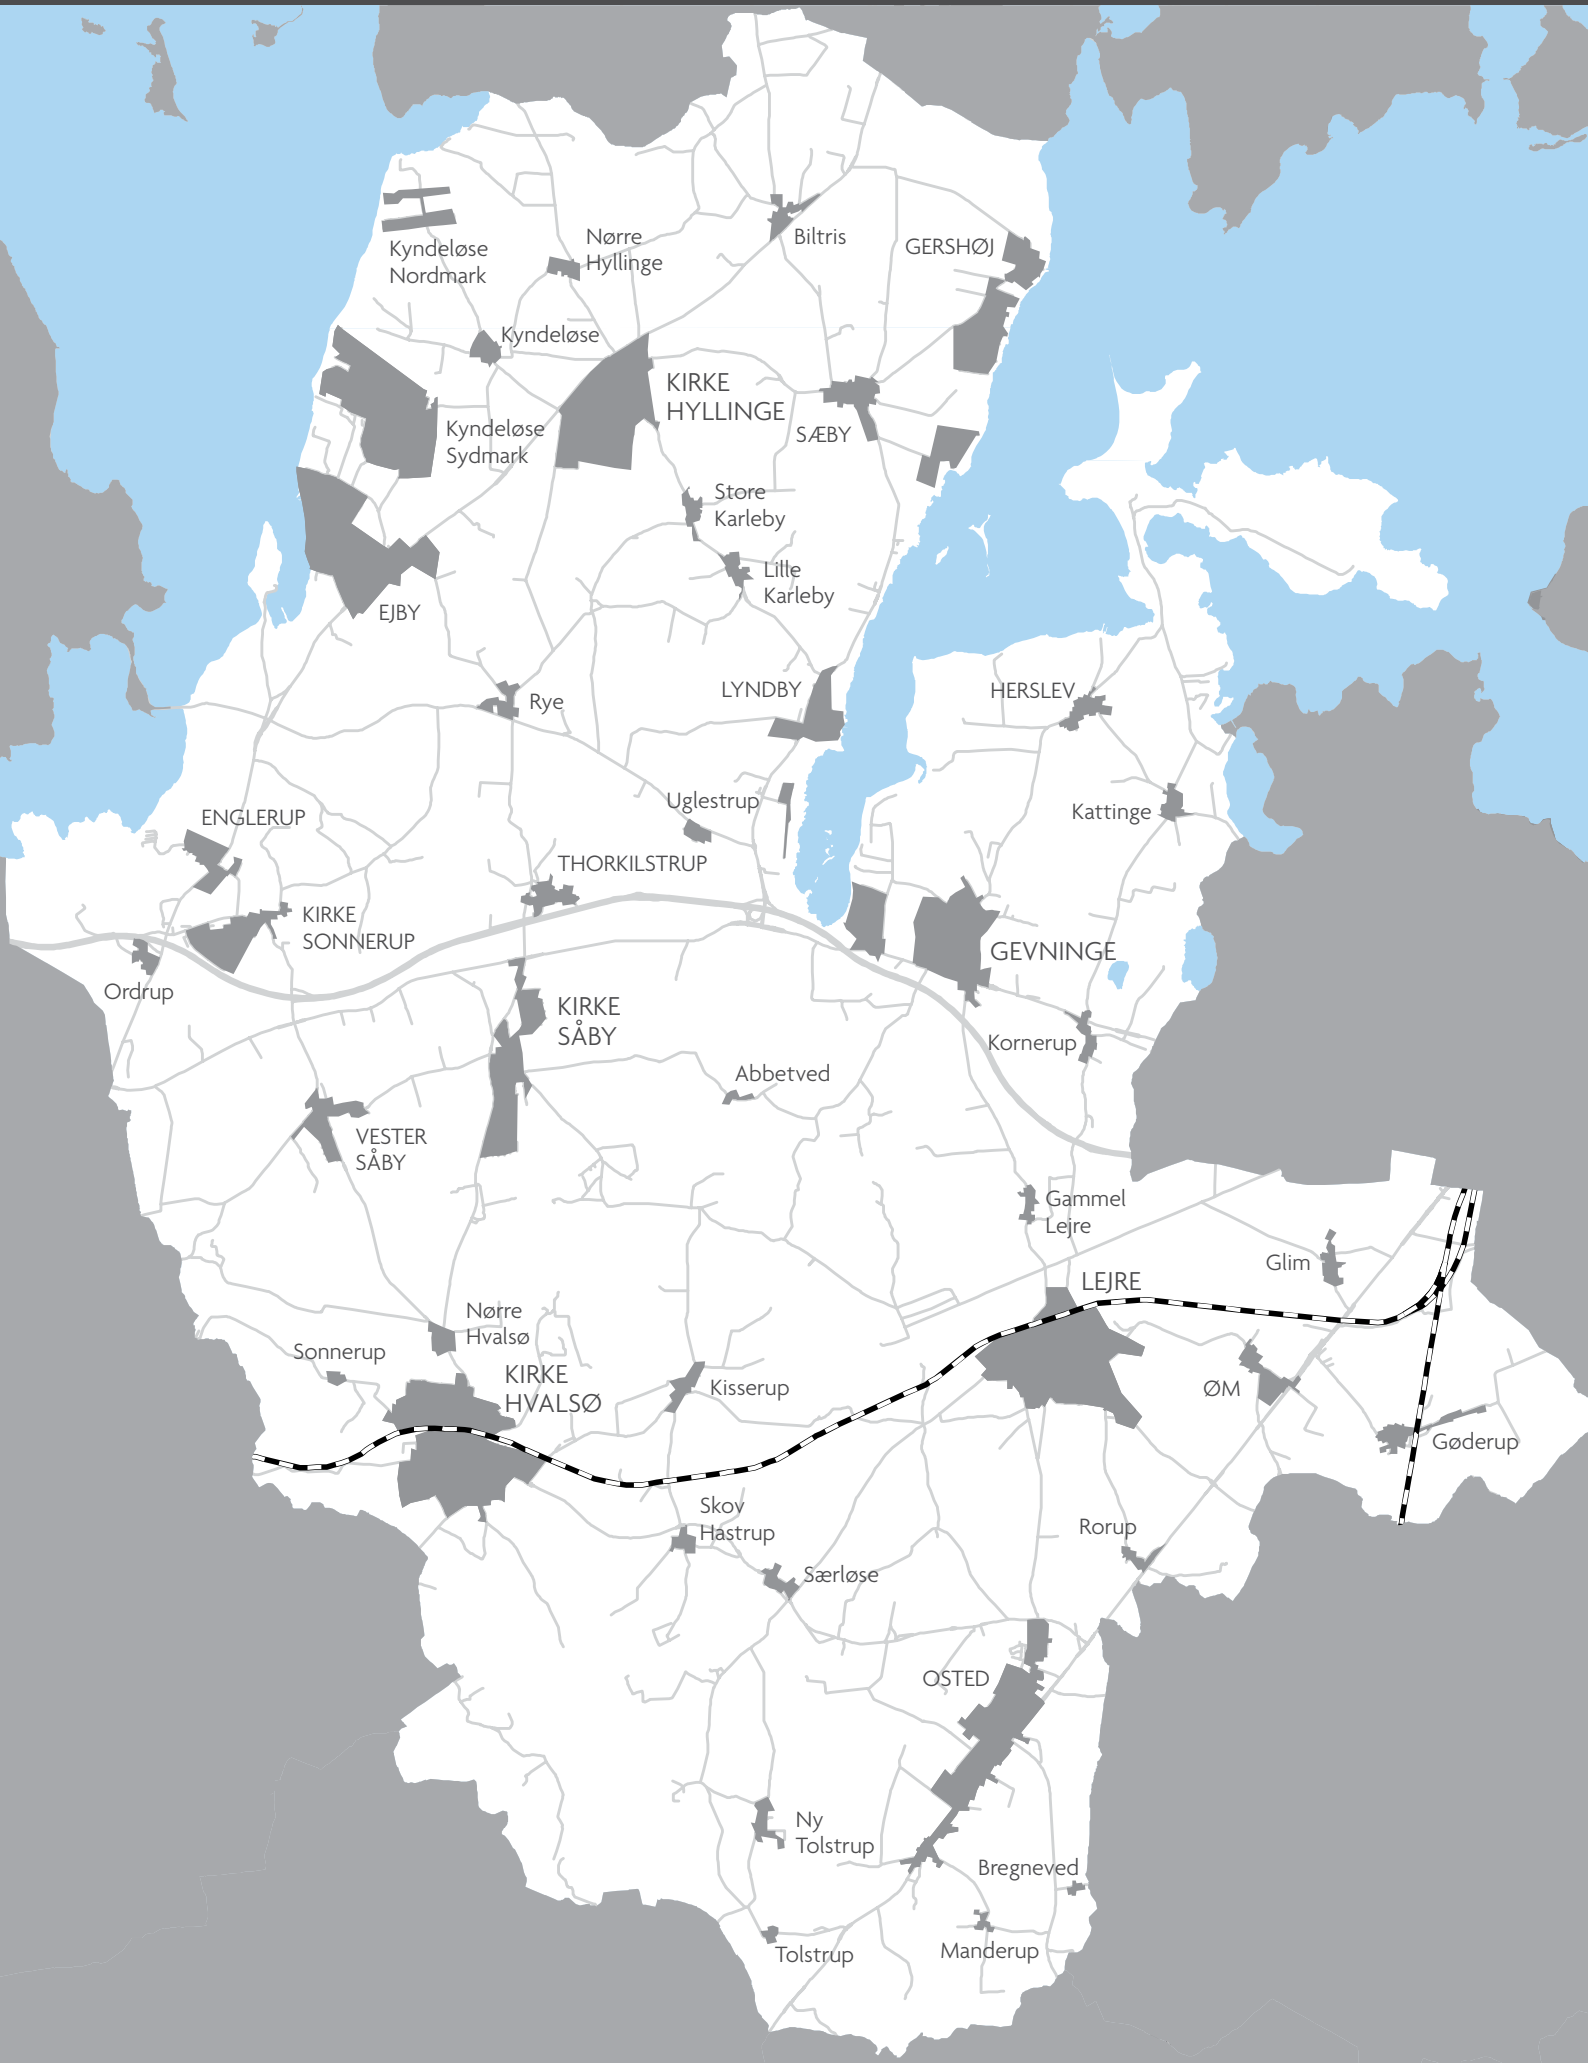 Kyndeløse
Nordmark
Nørre
Hyllinge
Biltris
GERSHØJ
Kyndeløse
KIRKE
HYLLINGE
Kyndeløse
Sydmark
SÆBY
Store
Karleby
Lille
Karleby
EJBY
Rye
LYNDBY
HERSLEV
Uglestrup
Kattinge
ENGLERUP
THORKILSTRUP
KIRKE
SONNERUP
GEVNINGE
Ordrup
KIRKE
SÅBY
Kornerup
Abbetved
VESTER
SÅBY
Gammel
Lejre
Glim
LEJRE
Nørre
Hvalsø
Sonnerup
KIRKE
HVALSØ
Kisserup
ØM
Gøderup
Skov
Hastrup
Rorup
Særløse
OSTED
Ny
Tolstrup
Bregneved
Manderup
Tolstrup